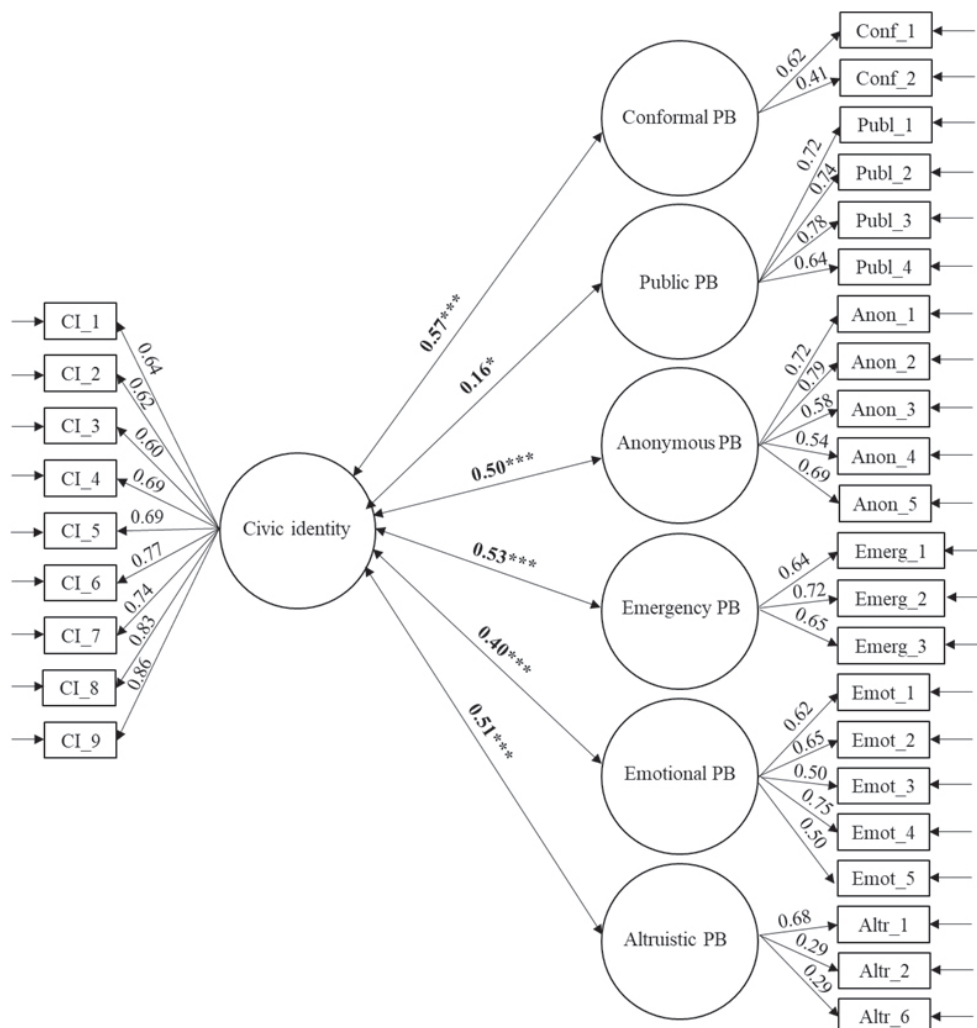 CI_1
CI_2
CI_3
CI_4
CI_5
CI_6
CI_7
CI_8
CI_9
0.64
0.62
0.60
0.69
0.69
0.77
0.74
0.83
0.86
Civic identity
0.57***
0.16*
0.50***
0.53***
0.40***
0.51***
Conformal PB
0.62
0.41
Conf_1
Conf_2
Public PB
0.72
0.74
0.78
0.64
Publ_1
Publ_2
Publ_3
Publ_4
Anonymous PB
0.72
0.79
0.58
0.54
0.69
Anon_1
Anon_2
Anon_3
Anon_4
Anon_5
Emergency PB
0.64
0.72
0.65
Emerg_1
Emerg_2
Emerg_3
Emotional PB
0.62
0.65
0.50
0.75
0.50
Emot_1
Emot_2
Emot_3
Emot_4
Emot_5
Altruistic PB
0.68
0.29
0.29
Altr_1
Altr_2
Altr_6